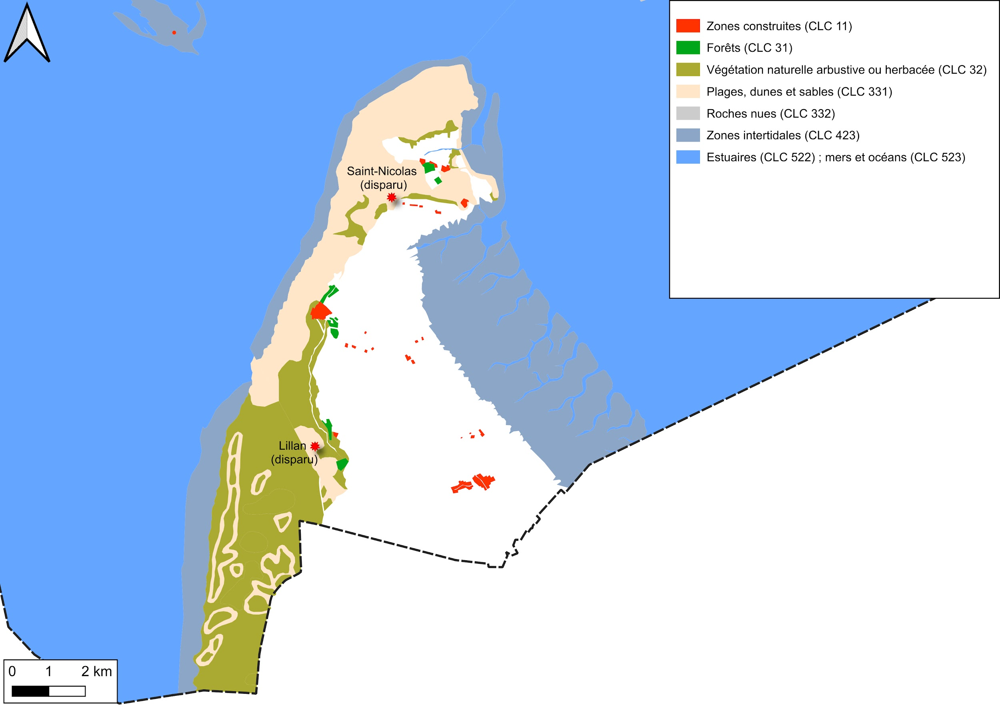 Zones construites (CLC 11)
Forêts (CLC 31)
Végétation naturelle arbustive ou herbacée (CLC 32)
Plages, dunes et sables (CLC 331)
Roches nues (CLC 332)
Zones intertidales (CLC 423)
Estuaires (CLC 522) ; mers et océans (CLC 523)
Saint-Nicolas
(disparu)
Lillan
(disparu)
0 1 2 km